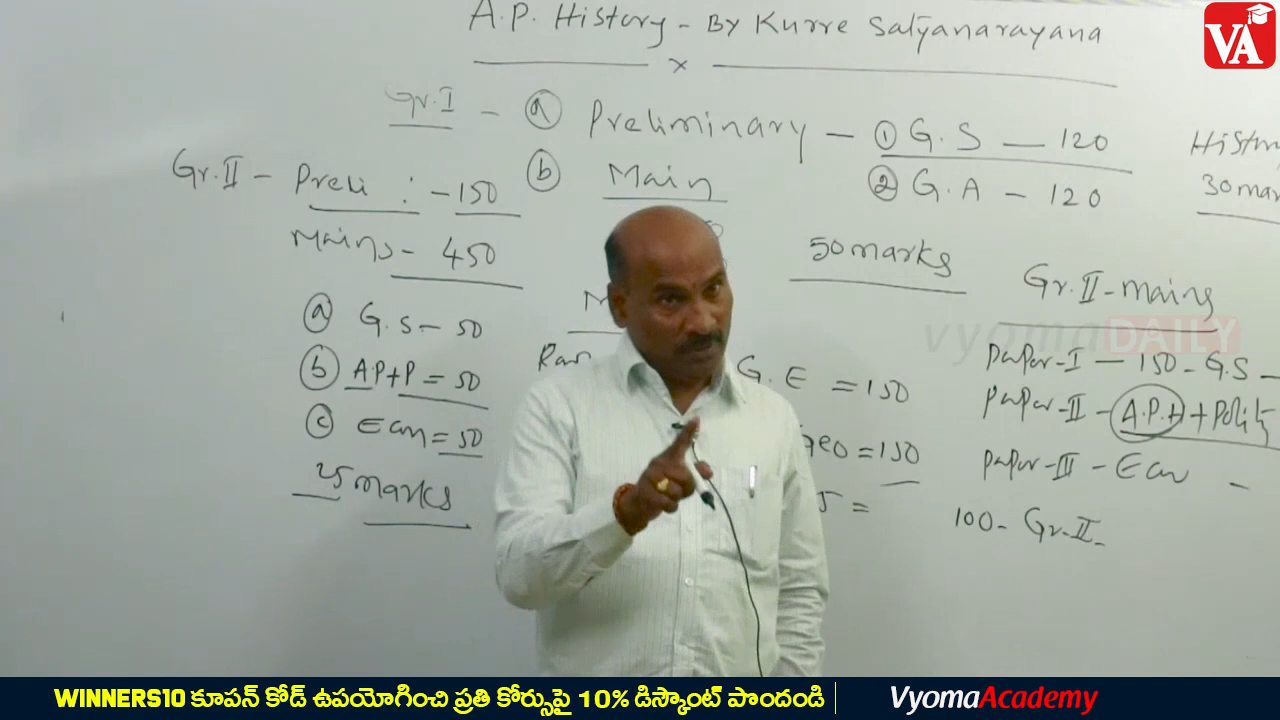 A.P. History - By Kurre Satyanarayana
x
VA
Gr.I - (a) Preliminary - (1) G.S - 120
(b) Main
(2) G.A - 120
History
30 mar
Gr.II - Preli : - 150
Mains - 450
(a) G.S - 50
(b) AP+P = 50
(c) Ecn = 50
25 marks
50 marks
G.E = 150
Geo = 150
Gr.II - mains
vyomaDAILY
Paper-I - 150 - G.S -
Paper-II - A.P.H + Polity
Paper-III - Ecn -
100 - Gr.II -
WINNERS10 కూపన్ కోడ్ ఉపయోగించి ప్రతి కోర్సుపై 10% డిస్కౌంట్ పొందండి
VyomaAcademy